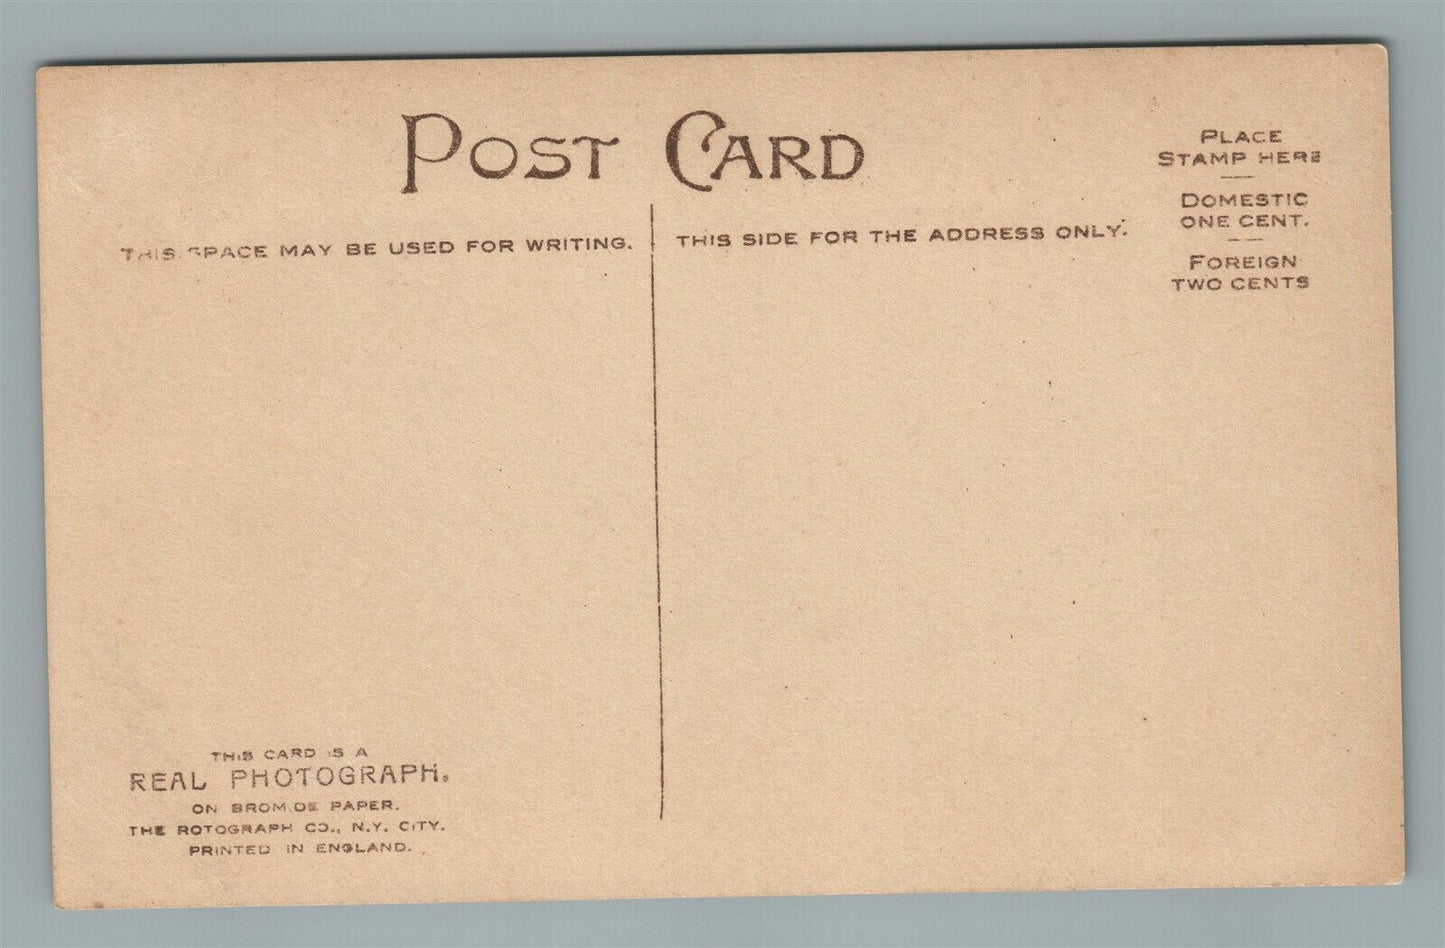 POST CARD
THIS SPACE MAY BE USED FOR WRITING.
THIS SIDE FOR THE ADDRESS ONLY.
PLACE
STAMP HERE
DOMESTIC
ONE CENT.
FOREIGN
TWO CENTS
THIS CARD IS A
REAL PHOTOGRAPH.
ON BROMIDE PAPER.
THE ROTOGRAPH CO., N.Y. CITY.
PRINTED IN ENGLAND.